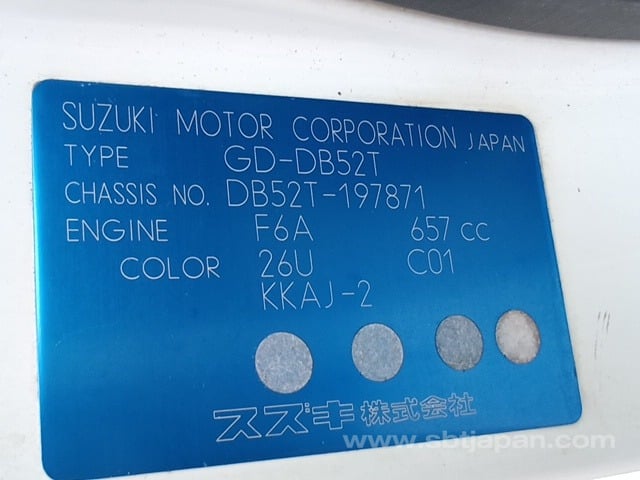 SUZUKI MOTOR CORPORATION JAPAN
TYPE GD-DB52T
CHASSIS NO. DB52T-197871
ENGINE F6A 657 cc
COLOR 26U C01
KKAJ-2
スズキ株式会社
www.sbtjapan.com